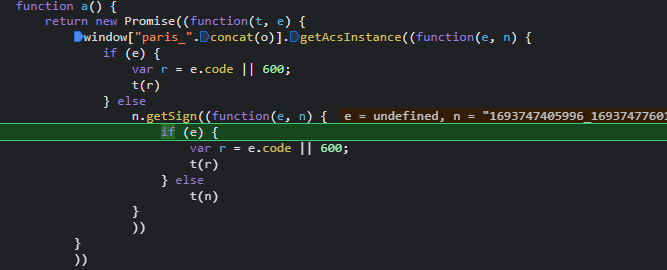 function a() {
return new Promise((function(t, e) {
window["paris_".concat(o)].getAcsInstance((function(e, n) {
if (e) {
var r = e.code || 600;
t(r)
} else
n.getSign((function(e, n) { e = undefined, n = "1693747405996_16937477601
if (e) {
var r = e.code || 600;
t(r)
} else
t(n)
}
))
}
))